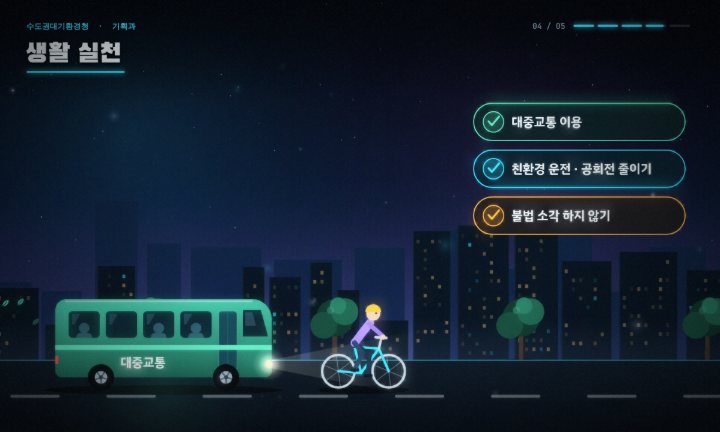 수도권대기환경청 · 기획과
생활 실천
04 / 05
대중교통 이용
친환경 운전 · 공회전 줄이기
불법 소각 하지 않기
대중교통